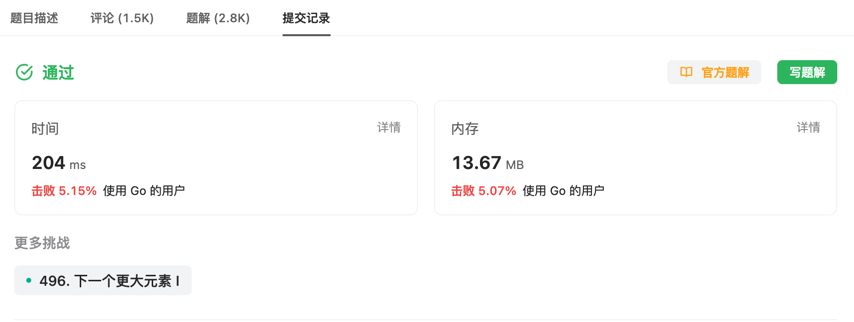 题目描述 评论 (1.5K) 题解 (2.8K) 提交记录
通过 官方题解 写题解
时间 详情 内存 详情
204 ms 13.67 MB
击败 5.15% 使用 Go 的用户 击败 5.07% 使用 Go 的用户
更多挑战
496. 下一个更大元素 I